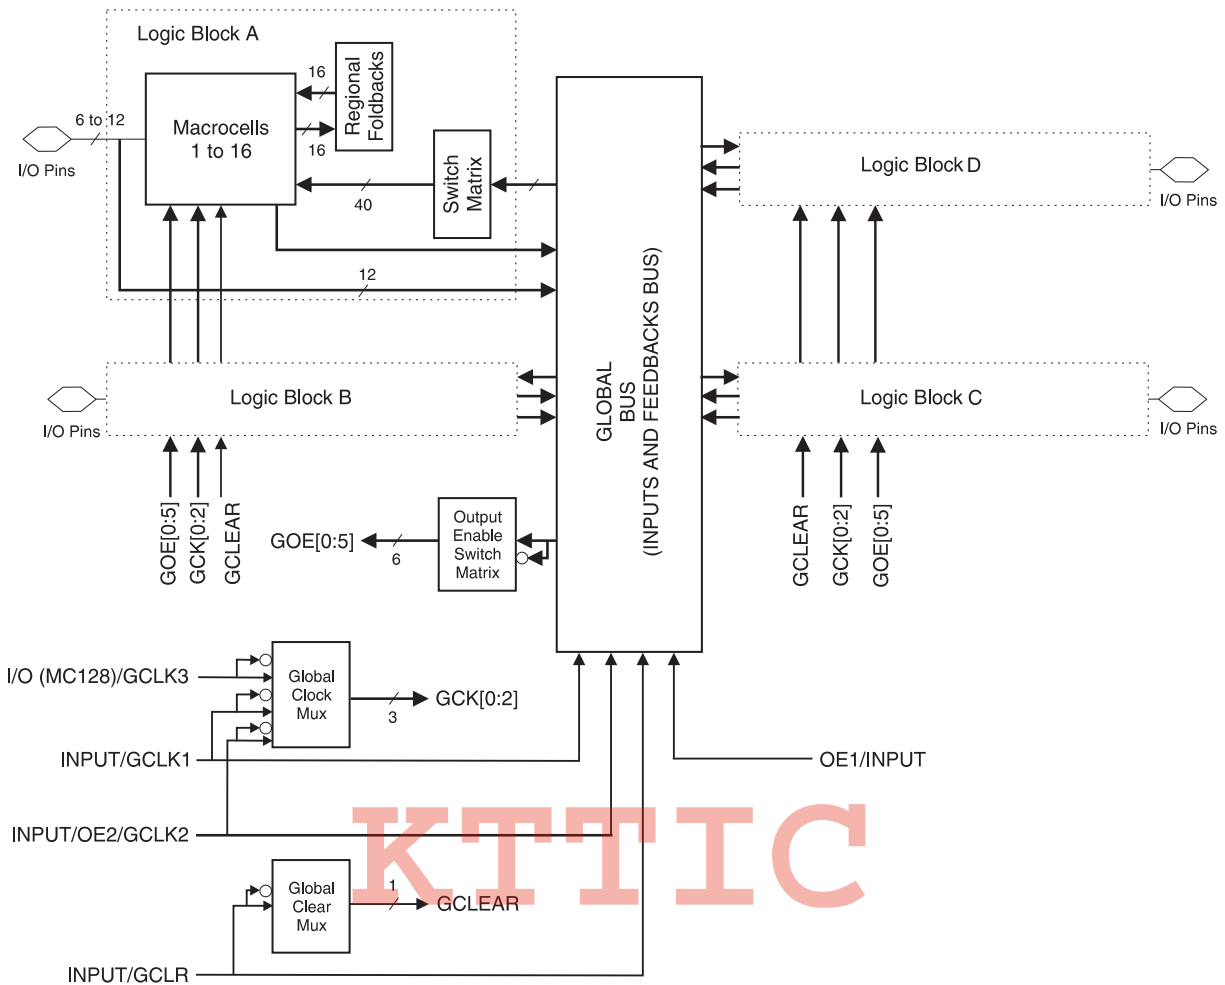 Logic Block A
16
Regional
Foldbacks
6 to 12
Macrocells
1 to 16
16
I/O Pins
40
Switch
Matrix
12
Logic Block D
I/O Pins
GLOBAL
BUS
(INPUTS AND FEEDBACKS BUS)
Logic Block B
I/O Pins
Logic Block C
I/O Pins
GOE[0:5]
GCK[0:2]
GCLEAR
GOE[0:5]
6
Output
Enable
Switch
Matrix
GCLEAR
GCK[0:2]
GOE[0:5]
I/O (MC128)/GCLK3
Global
Clock
Mux
3
GCK[0:2]
INPUT/GCLK1
OE1/INPUT
INPUT/OE2/GCLK2
KTTIC
Global
Clear
Mux
1
GCLEAR
INPUT/GCLR